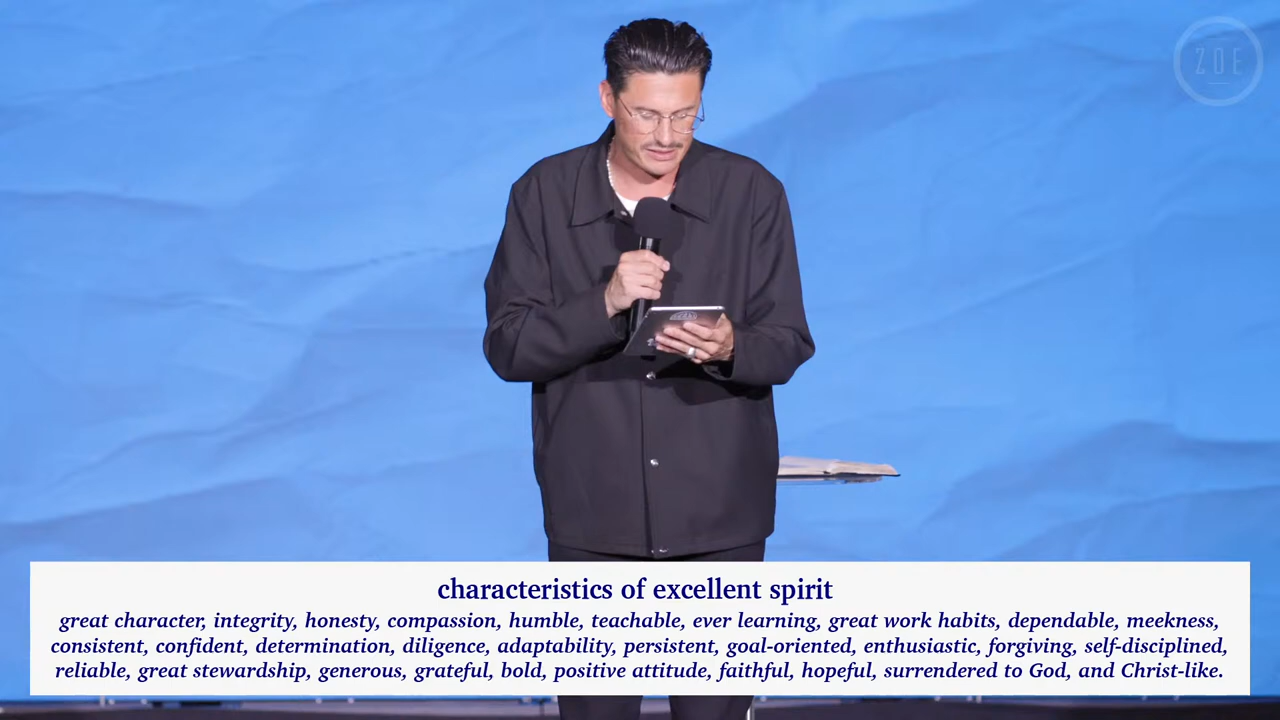 ZOE
characteristics of excellent spirit
great character, integrity, honesty, compassion, humble, teachable, ever learning, great work habits, dependable, meekness,
consistent, confident, determination, diligence, adaptability, persistent, goal-oriented, enthusiastic, forgiving, self-disciplined,
reliable, great stewardship, generous, grateful, bold, positive attitude, faithful, hopeful, surrendered to God, and Christ-like.